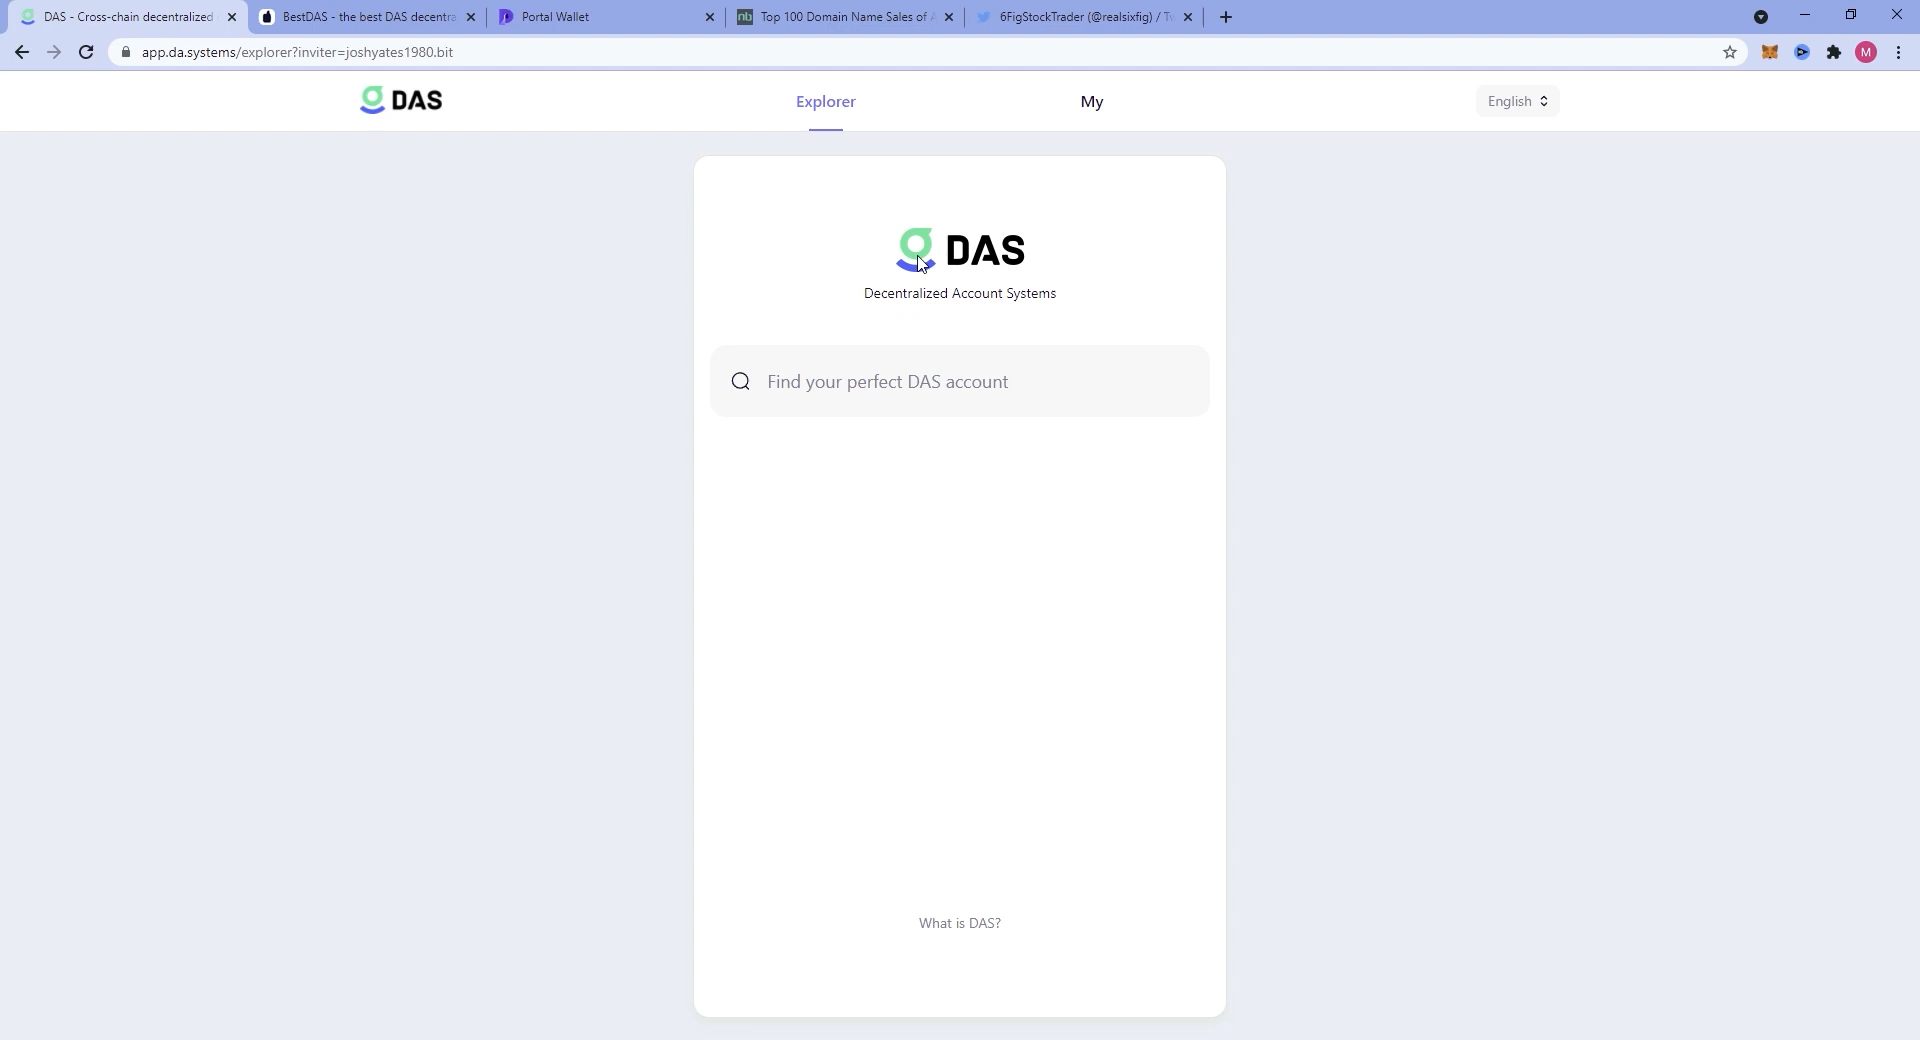 DAS - Cross-chain decentralized
BestDAS - the best DAS decentra
Portal Wallet
Top 100 Domain Name Sales of A
6FigStockTrader (@realsixfig) / Tw
app.da.systems/explorer?inviter=joshyates1980.bit
M
DAS
Explorer
My
English
DAS
Decentralized Account Systems
Find your perfect DAS account
What is DAS?